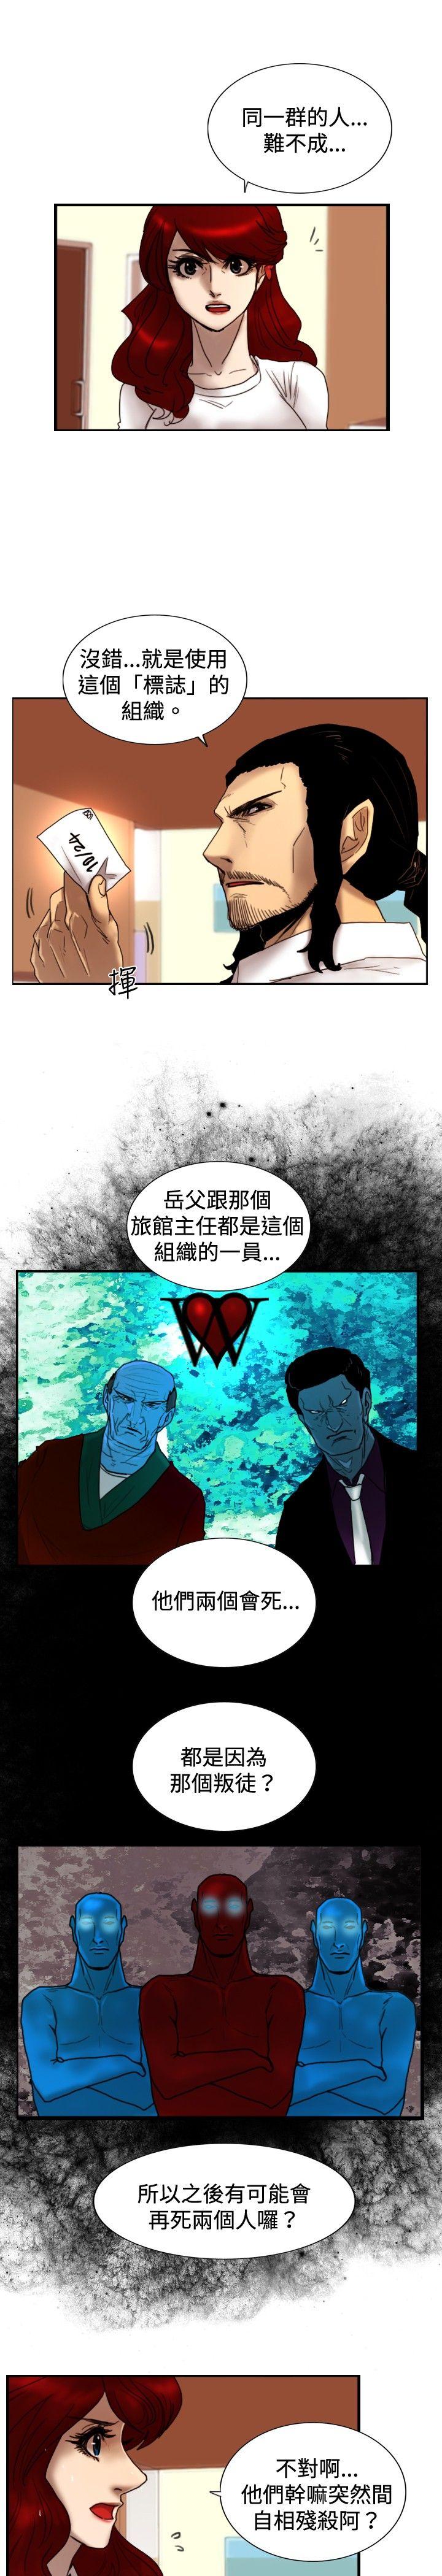 同一群的人...
難不成...
沒錯...就是使用
這個「標誌」的
組織。
10/24
揮
岳父跟那個
旅館主任都是這個
組織的一員...
W
他們兩個會死...
都是因為
那個叛徒？
所以之後有可能會
再死兩個人囉？
不對啊...
他們幹嘛突然間
自相殘殺阿？